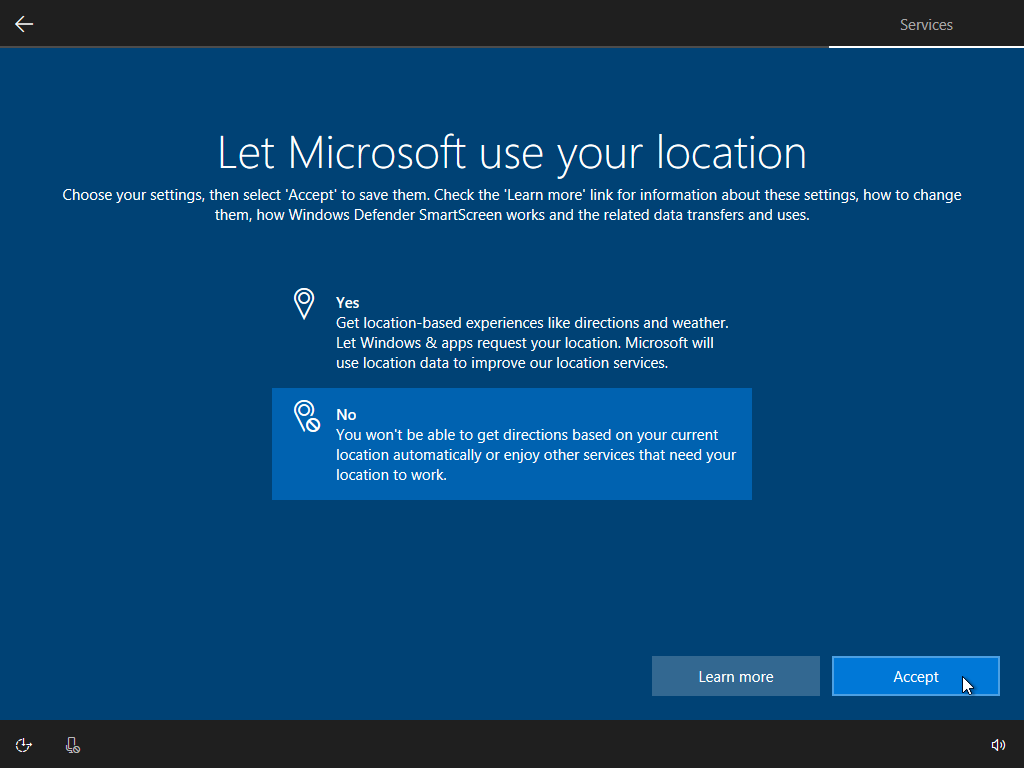 Services
Let Microsoft use your location
Choose your settings, then select 'Accept' to save them. Check the 'Learn more' link for information about these settings, how to change
them, how Windows Defender SmartScreen works and the related data transfers and uses.
Yes
Get location-based experiences like directions and weather.
Let Windows & apps request your location. Microsoft will
use location data to improve our location services.
No
You won't be able to get directions based on your current
location automatically or enjoy other services that need your
location to work.
Learn more
Accept